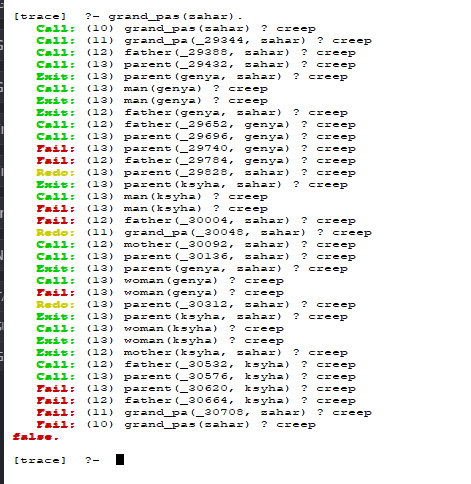 [trace]  ?- grand_pas(zahar).
Call: (10) grand_pas(zahar) ? creep
Call: (11) grand_pa(_29344, zahar) ? creep
Call: (12) father(_29388, zahar) ? creep
Call: (13) parent(_29432, zahar) ? creep
Exit: (13) parent(genya, zahar) ? creep
Call: (13) man(genya) ? creep
Exit: (13) man(genya) ? creep
Exit: (12) father(genya, zahar) ? creep
Call: (12) father(_29652, genya) ? creep
Call: (13) parent(_29696, genya) ? creep
Fail: (13) parent(_29740, genya) ? creep
Fail: (12) father(_29784, genya) ? creep
Redo: (13) parent(_29828, zahar) ? creep
Exit: (13) parent(ksyha, zahar) ? creep
Call: (13) man(ksyha) ? creep
Fail: (13) man(ksyha) ? creep
Fail: (12) father(_30004, zahar) ? creep
Redo: (11) grand_pa(_30048, zahar) ? creep
Call: (12) mother(_30092, zahar) ? creep
Call: (13) parent(_30136, zahar) ? creep
Exit: (13) parent(genya, zahar) ? creep
Call: (13) woman(genya) ? creep
Fail: (13) woman(genya) ? creep
Redo: (13) parent(_30312, zahar) ? creep
Exit: (13) parent(ksyha, zahar) ? creep
Call: (13) woman(ksyha) ? creep
Exit: (13) woman(ksyha) ? creep
Exit: (12) mother(ksyha, zahar) ? creep
Call: (12) father(_30532, ksyha) ? creep
Call: (13) parent(_30576, ksyha) ? creep
Fail: (13) parent(_30620, ksyha) ? creep
Fail: (12) father(_30664, ksyha) ? creep
Fail: (11) grand_pa(_30708, zahar) ? creep
Fail: (10) grand_pas(zahar) ? creep
false.
[trace]  ?-